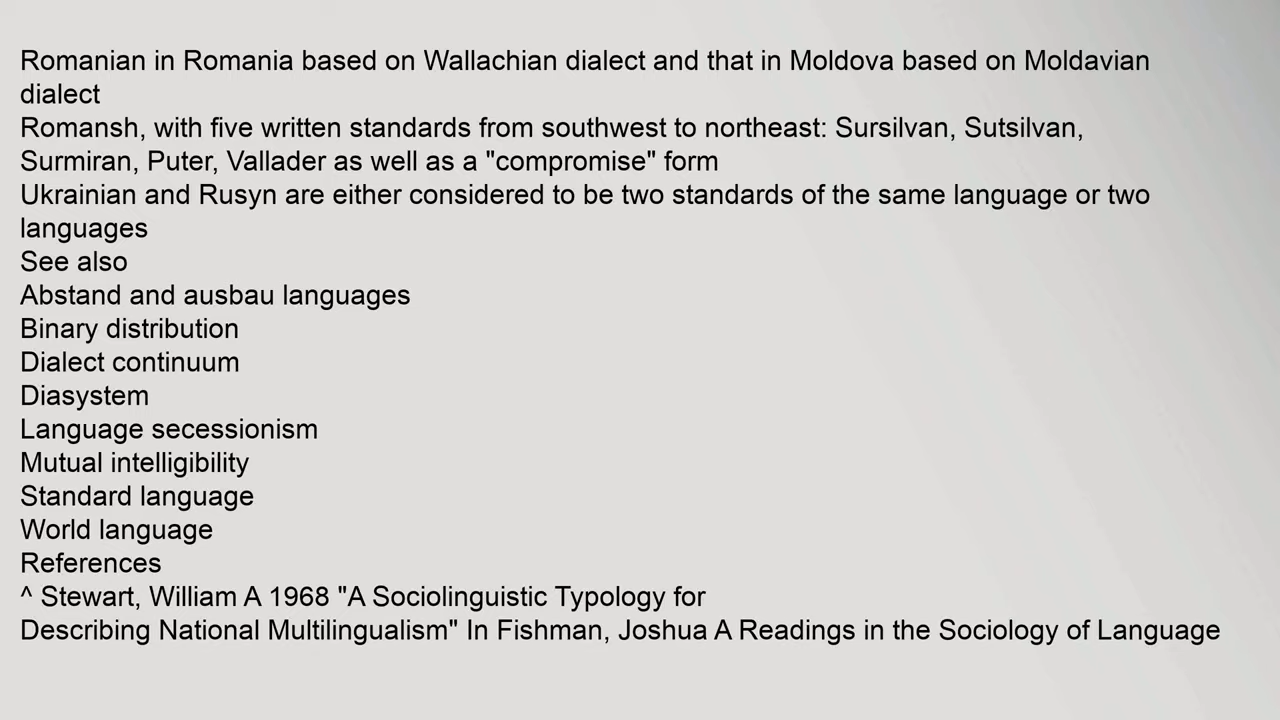 Romanian in Romania based on Wallachian dialect and that in Moldova based on Moldavian
dialect
Romansh, with five written standards from southwest to northeast: Sursilvan, Sutsilvan,
Surmiran, Puter, Vallader as well as a "compromise" form
Ukrainian and Rusyn are either considered to be two standards of the same language or two
languages
See also
Abstand and ausbau languages
Binary distribution
Dialect continuum
Diasystem
Language secessionism
Mutual intelligibility
Standard language
World language
References
^ Stewart, William A 1968 "A Sociolinguistic Typology for
Describing National Multilingualism" In Fishman, Joshua A Readings in the Sociology of Language